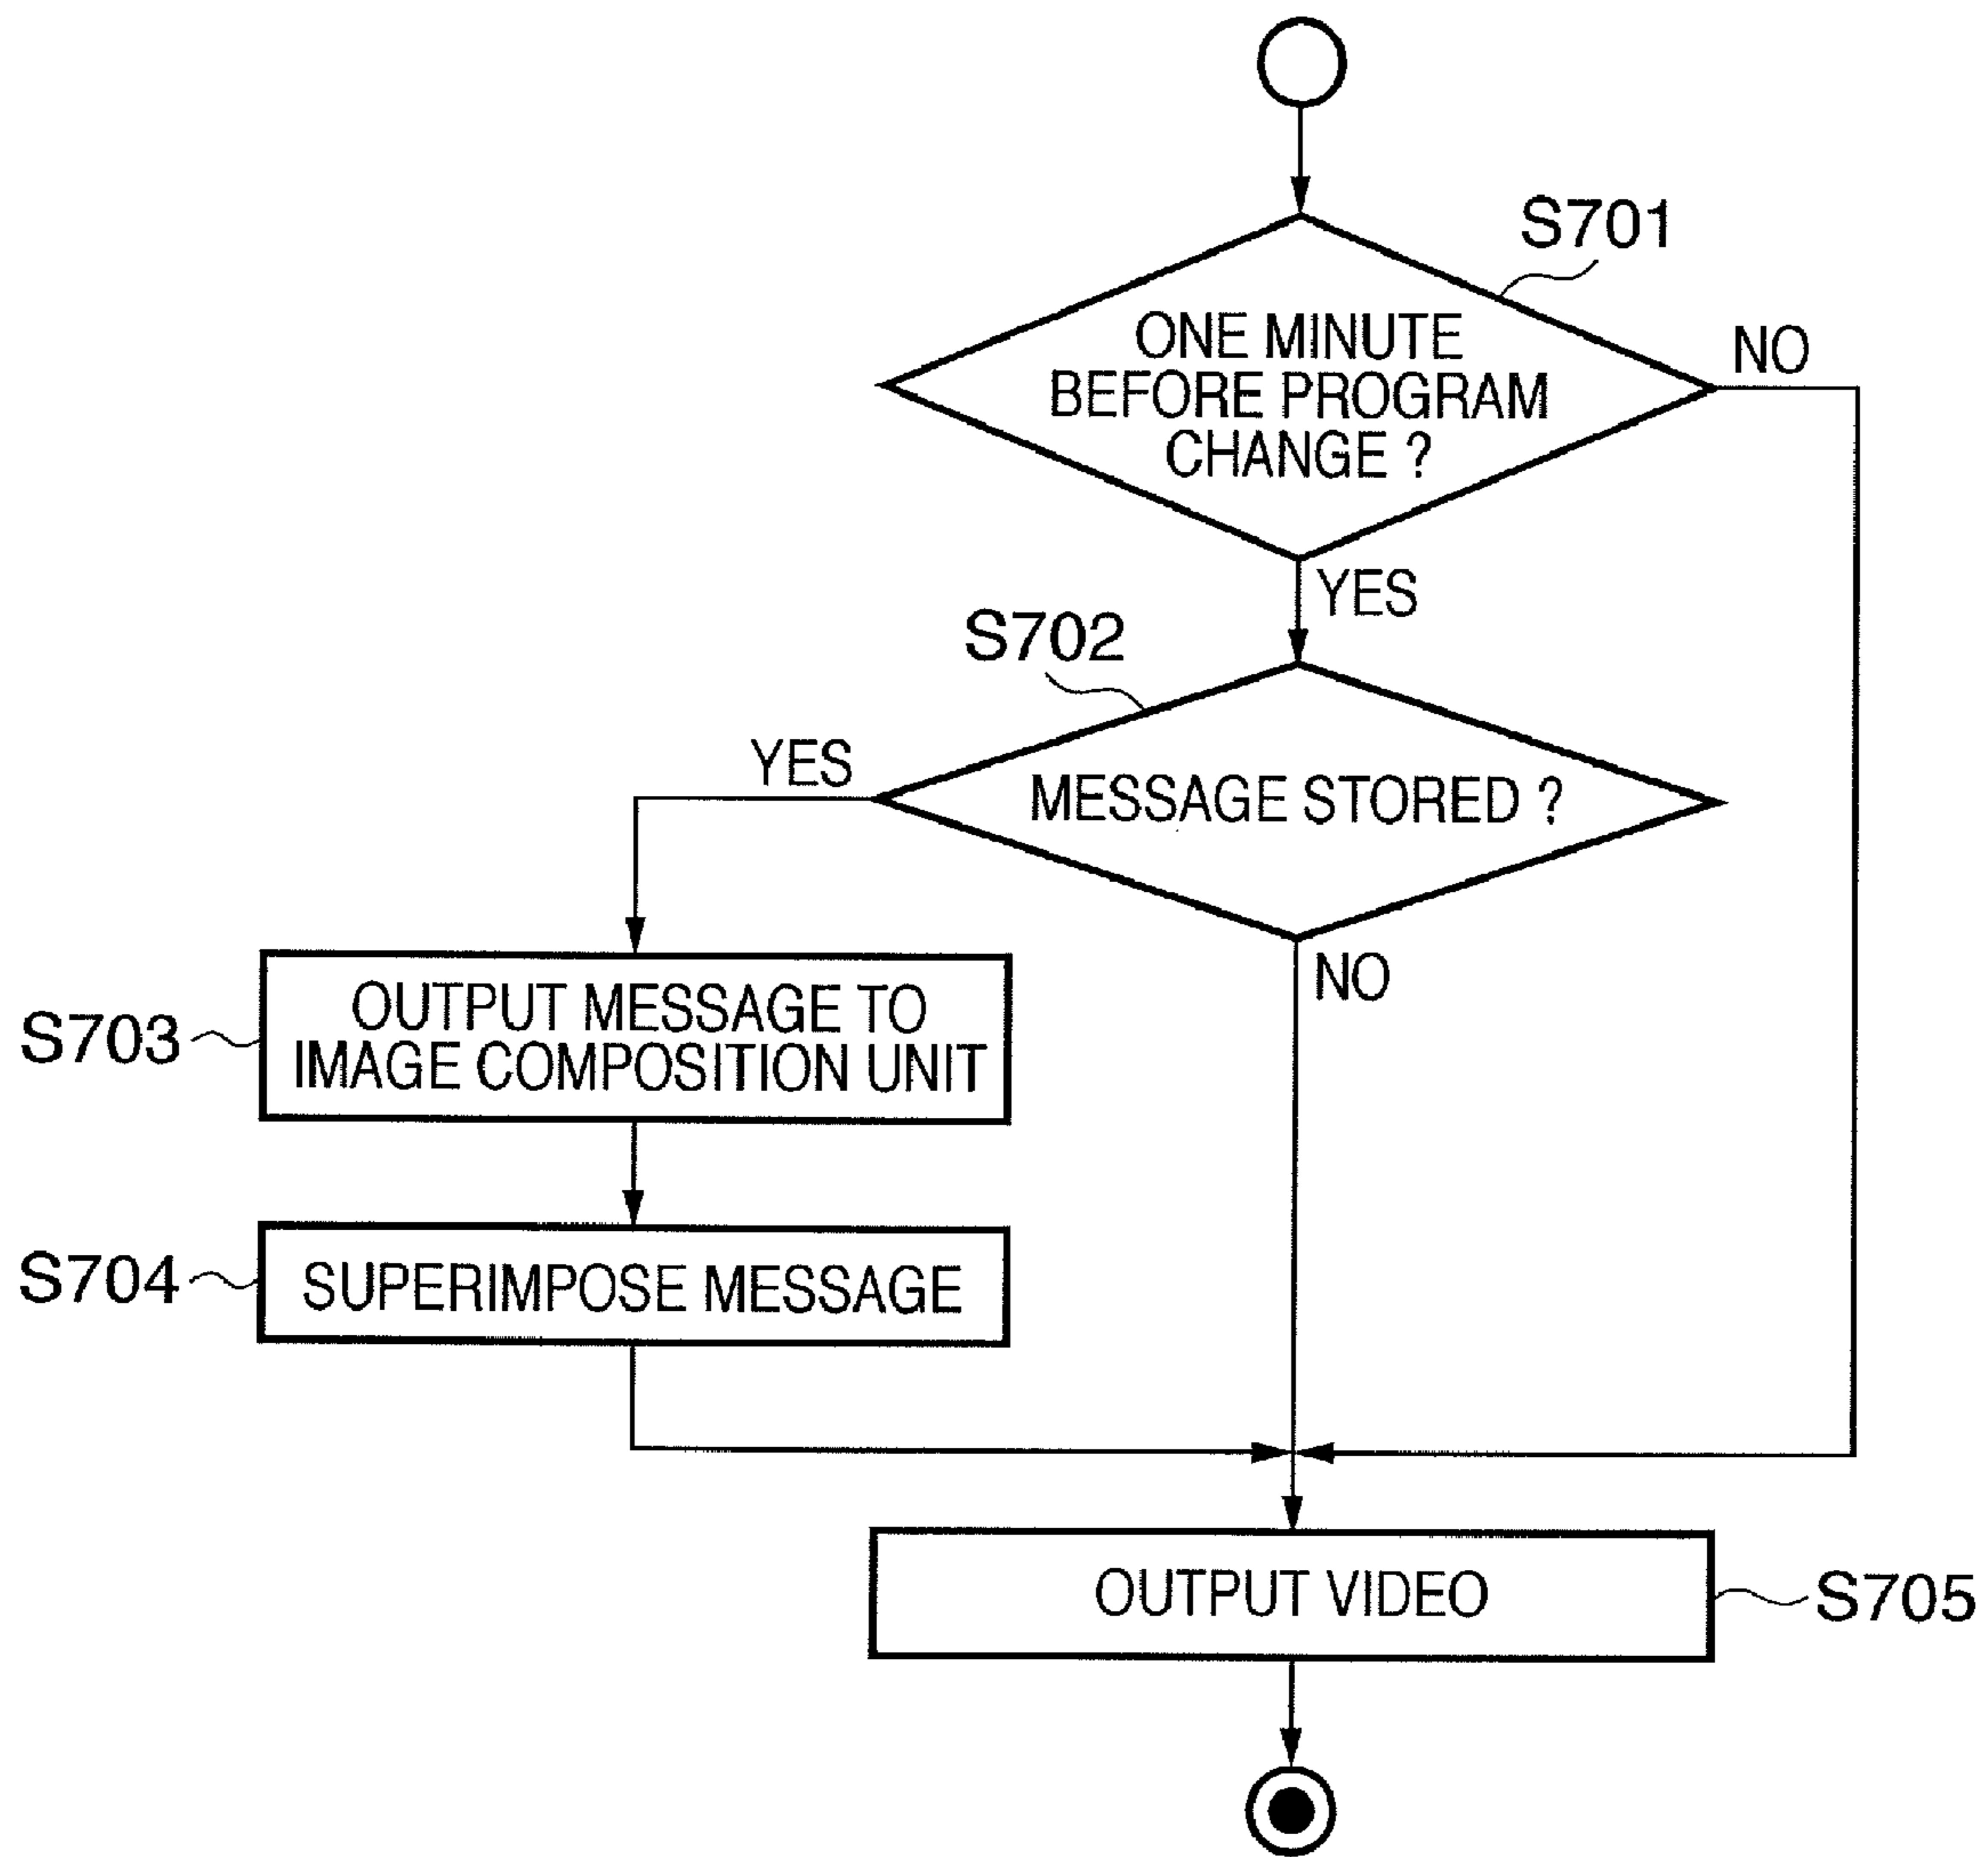 S701
ONE MINUTE
BEFORE PROGRAM
CHANGE ?
NO
YES
S702
YES
MESSAGE STORED ?
NO
S703
OUTPUT MESSAGE TO
IMAGE COMPOSITION UNIT
S704
SUPERIMPOSE MESSAGE
OUTPUT VIDEO
S705